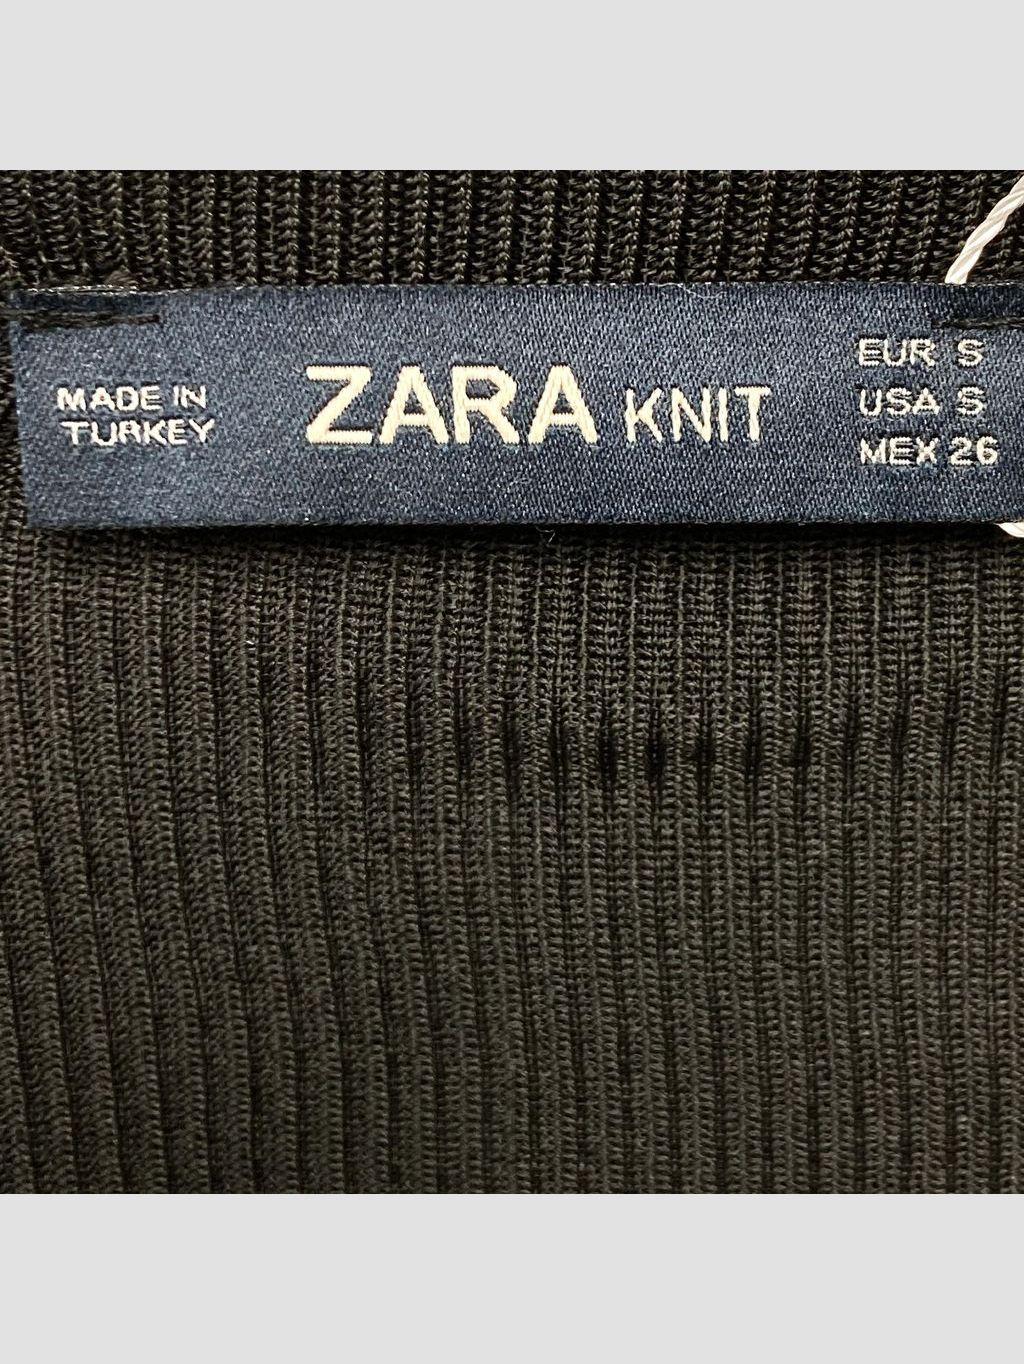 MADE IN
TURKEY
ZARA KNIT
EUR S
USA S
MEX 26